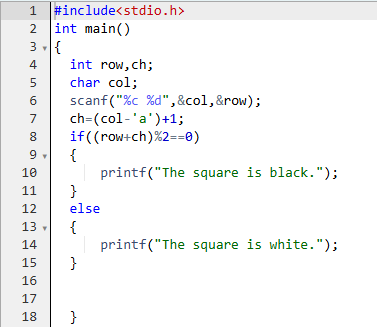 1 #include<stdio.h>
2 int main()
3 {
4 int row,ch;
5 char col;
6 scanf("%c %d",&col,&row);
7 ch=(col-'a')+1;
8 if((row+ch)%2==0)
9 {
10 printf("The square is black.");
11 }
12 else
13 {
14 printf("The square is white.");
15 }
16
17
18 }